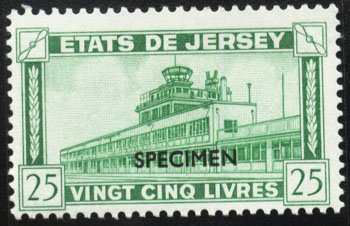 ETATS DE JERSEY
SPECIMEN
25 VINGT CINQ LIVRES 25